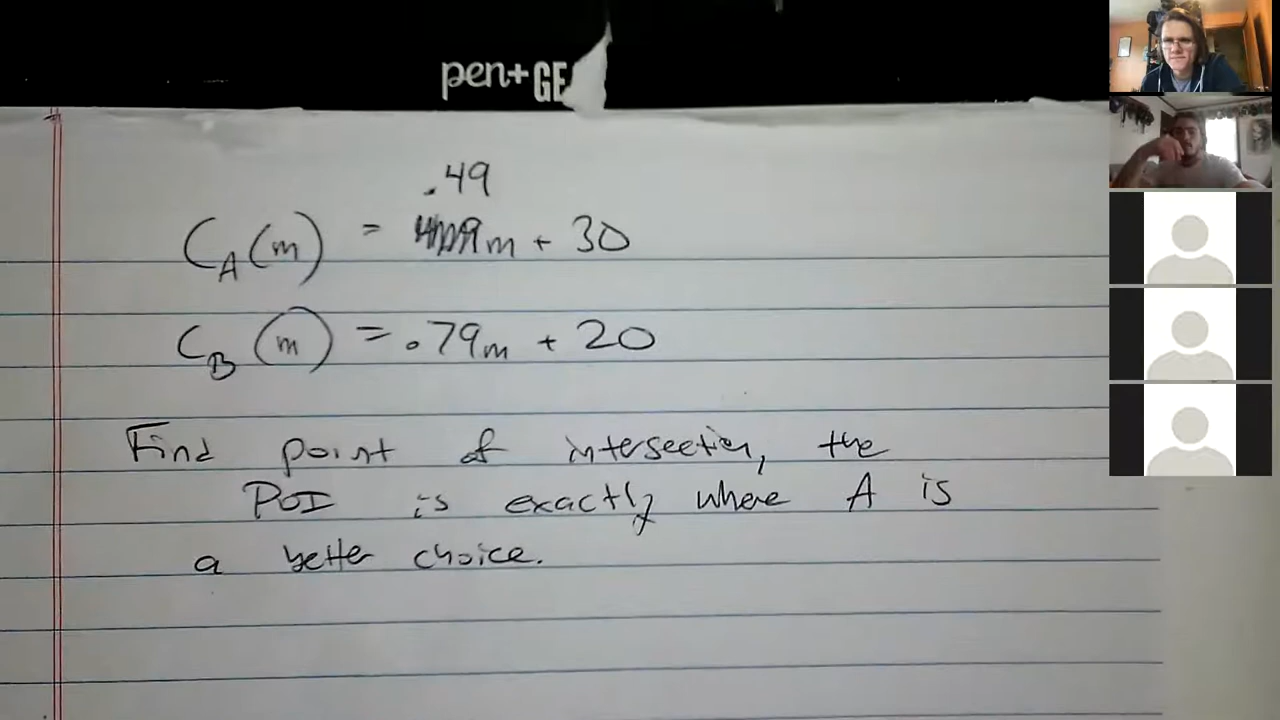 pen+GE
.49
C_A(m) = m + 30
C_B(m) = .79m + 20
Find point of intersection, the
POI is exactly where A is
a better choice.